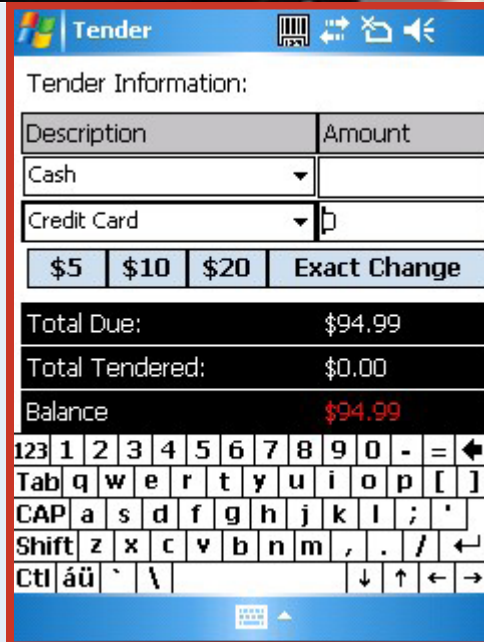 Tender
Tender Information:
Description Amount
Cash
Credit Card 0
$5 $10 $20 Exact Change
Total Due: $94.99
Total Tendered: $0.00
Balance $94.99
123 1 2 3 4 5 6 7 8 9 0 - = 
Tab q w e r t y u i o p [ ]
CAP a s d f g h j k l ; '
Shift z x c v b n m , . /
Ctl áü ` \